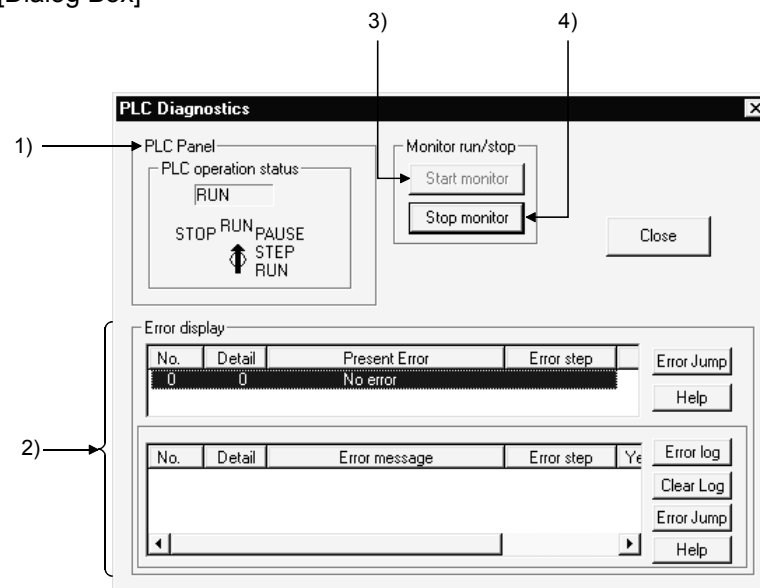 [Dialog Box]
3) 4)
PLC Diagnostics
1)
PLC Panel
PLC operation status
RUN
STOP RUN PAUSE
STEP
RUN
Monitor run/stop
Start monitor
Stop monitor
Close
2)
Error display
No. Detail Present Error Error step
0 0 No error
Error Jump
Help
No. Detail Error message Error step Ye
Error log
Clear Log
Error Jump
Help